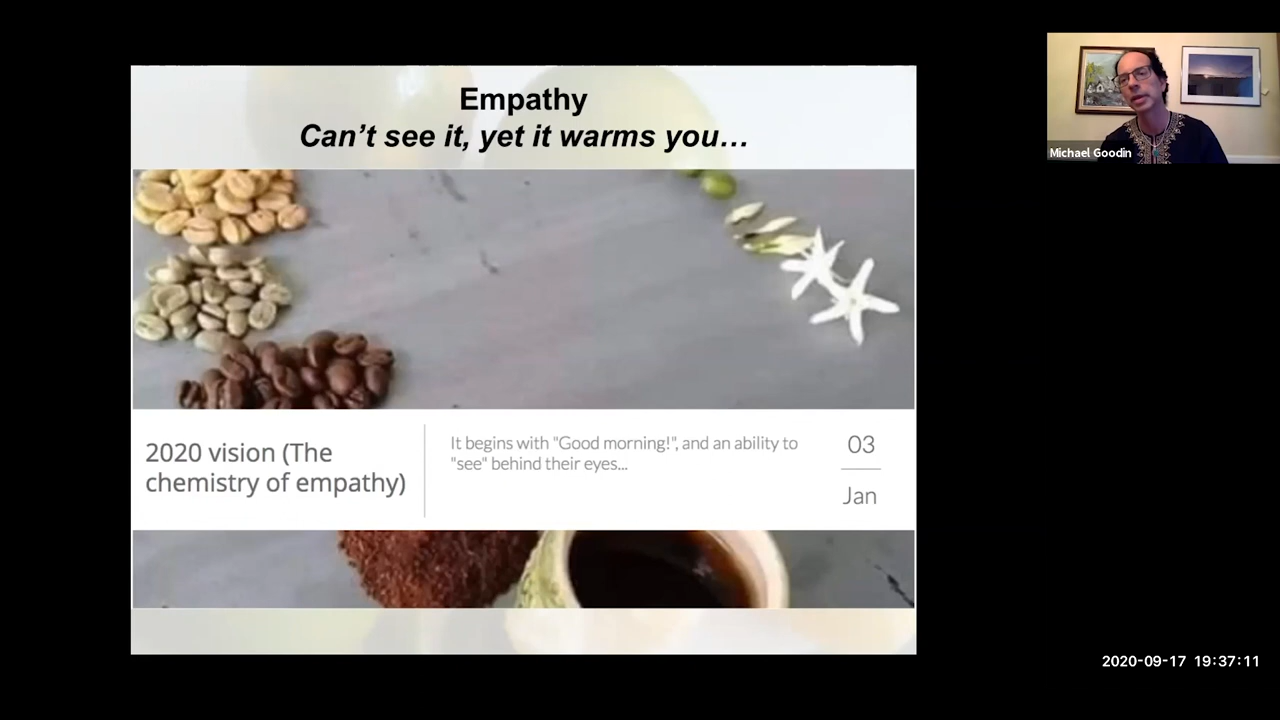 Empathy
Can’t see it, yet it warms you…
Michael Goodin
2020 vision (The
chemistry of empathy)
It begins with "Good morning!", and an ability to
"see" behind their eyes...
03
Jan
2020-09-17 19:37:11